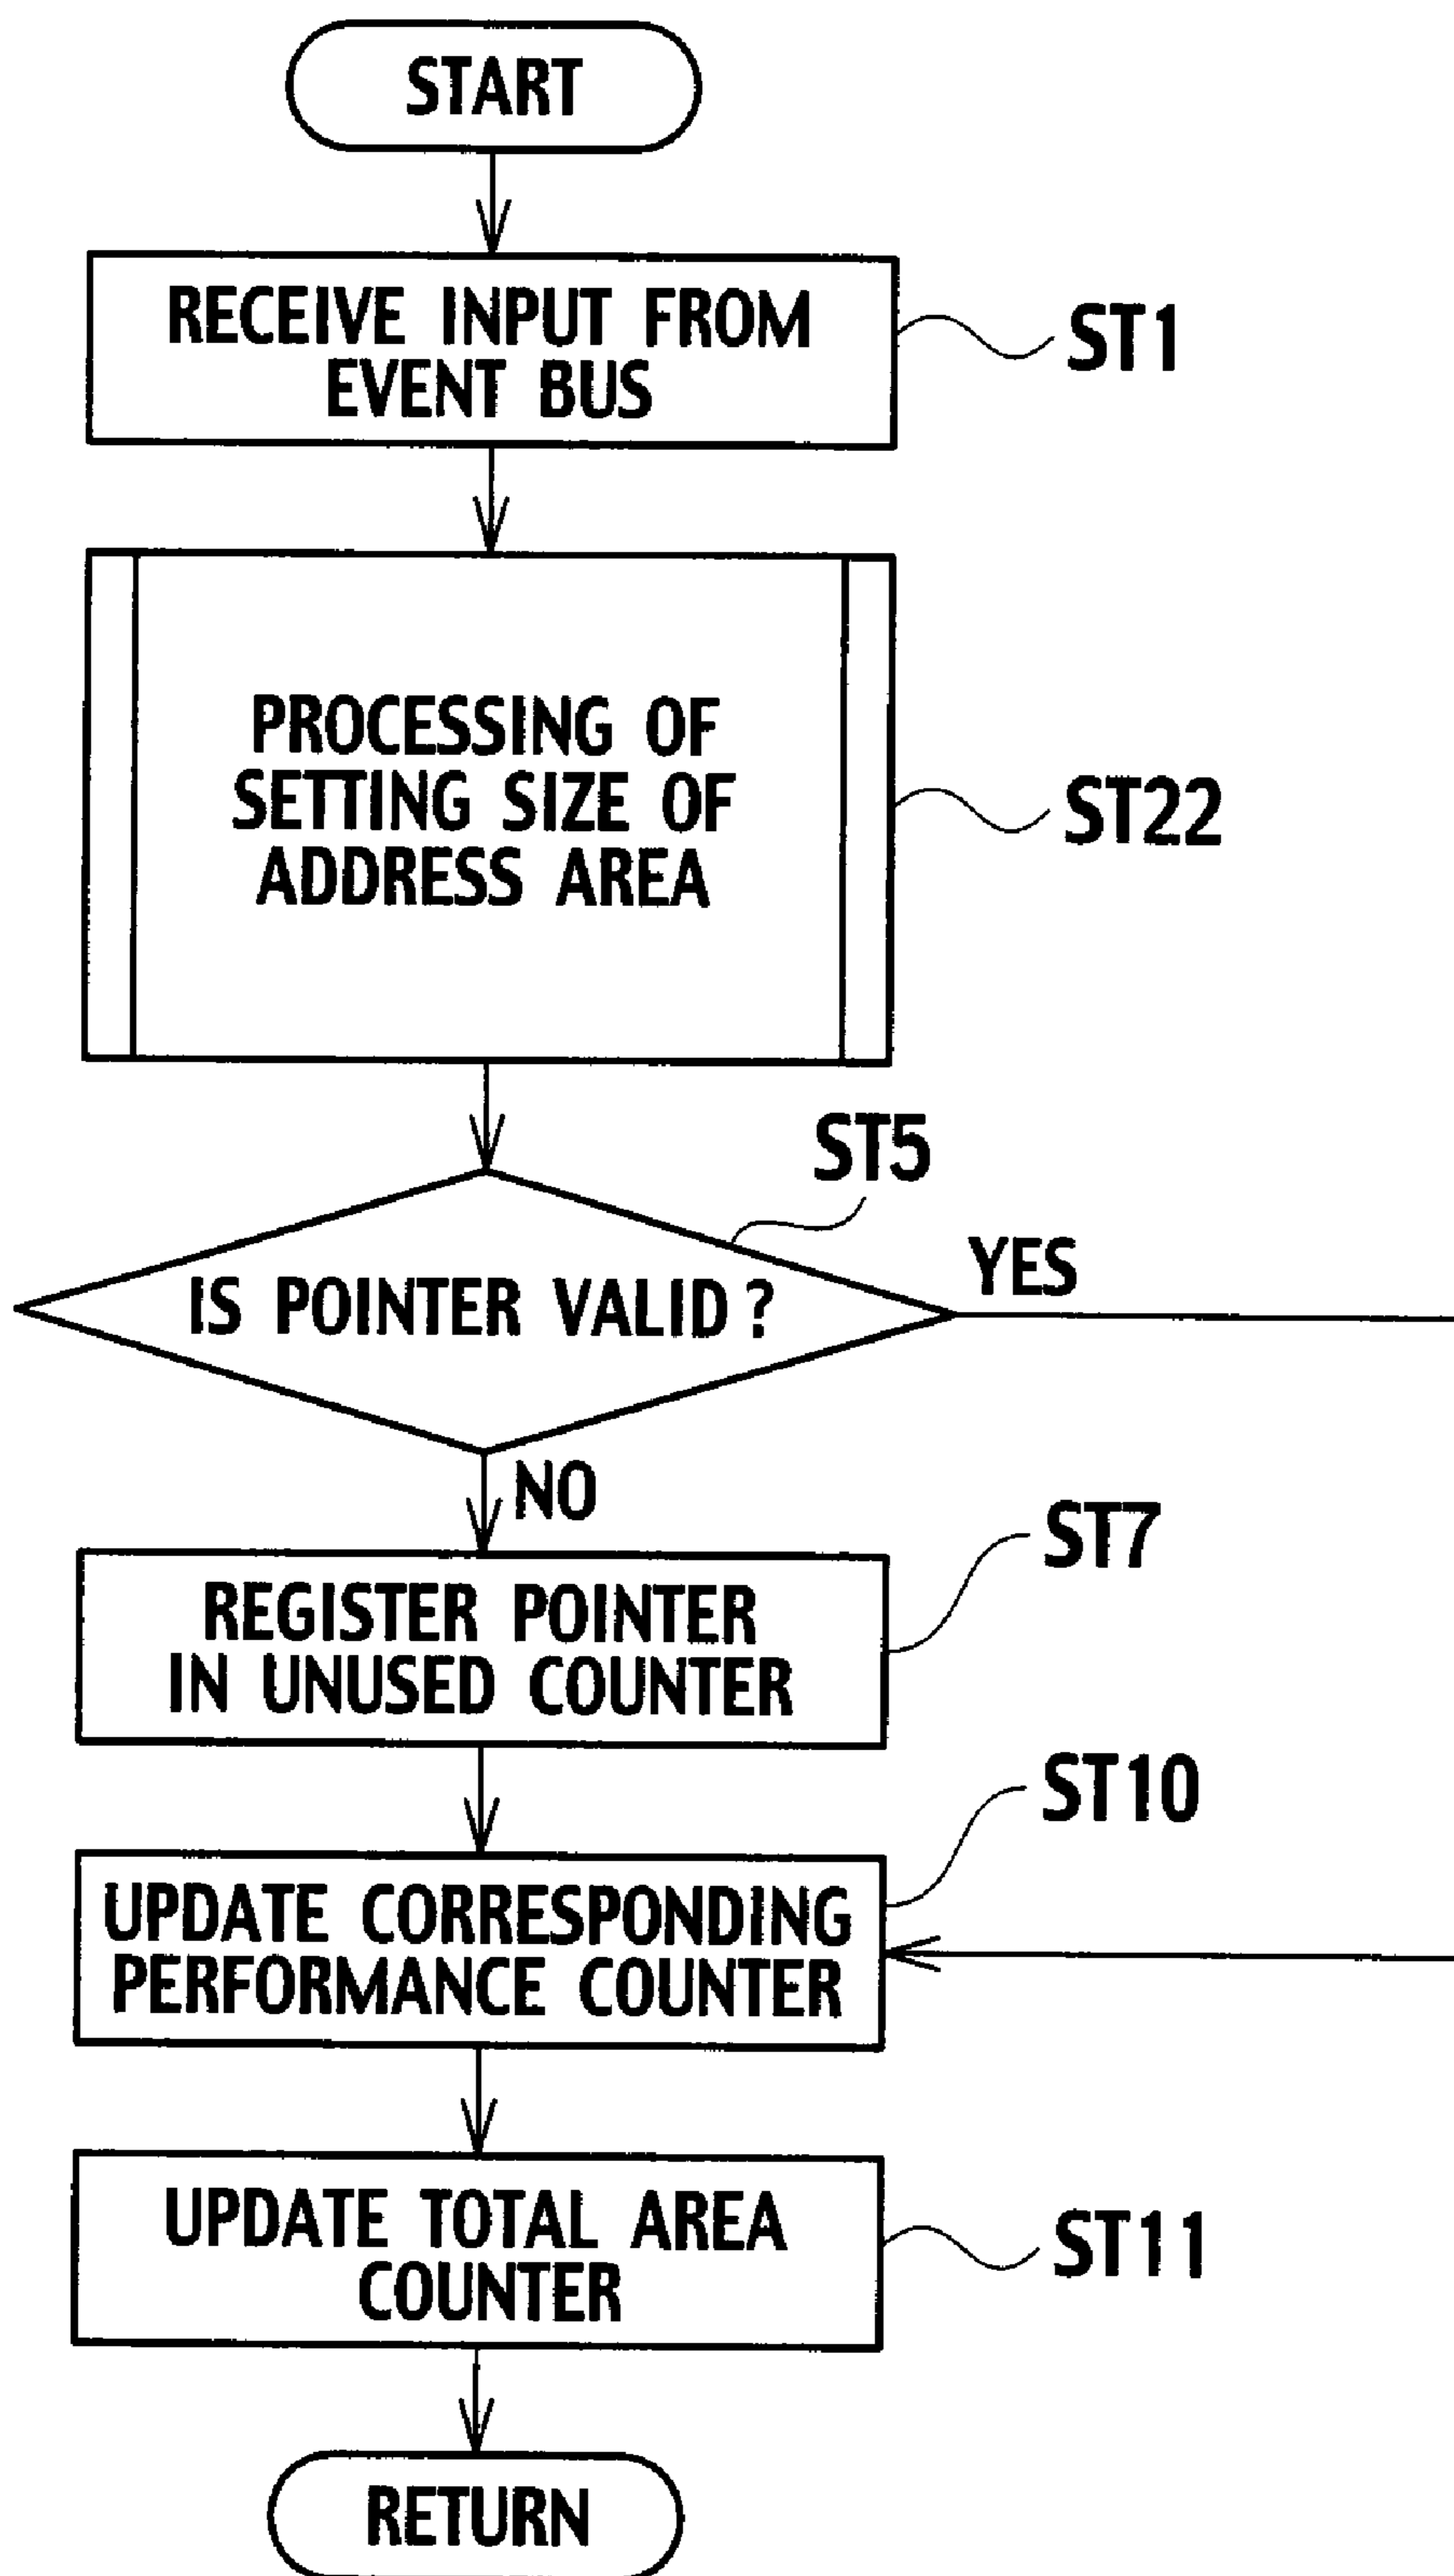 START
RECEIVE INPUT FROM
EVENT BUS
ST1
PROCESSING OF
SETTING SIZE OF
ADDRESS AREA
ST22
ST5
IS POINTER VALID ?
YES
NO
ST7
REGISTER POINTER
IN UNUSED COUNTER
ST10
UPDATE CORRESPONDING
PERFORMANCE COUNTER
UPDATE TOTAL AREA
COUNTER
ST11
RETURN